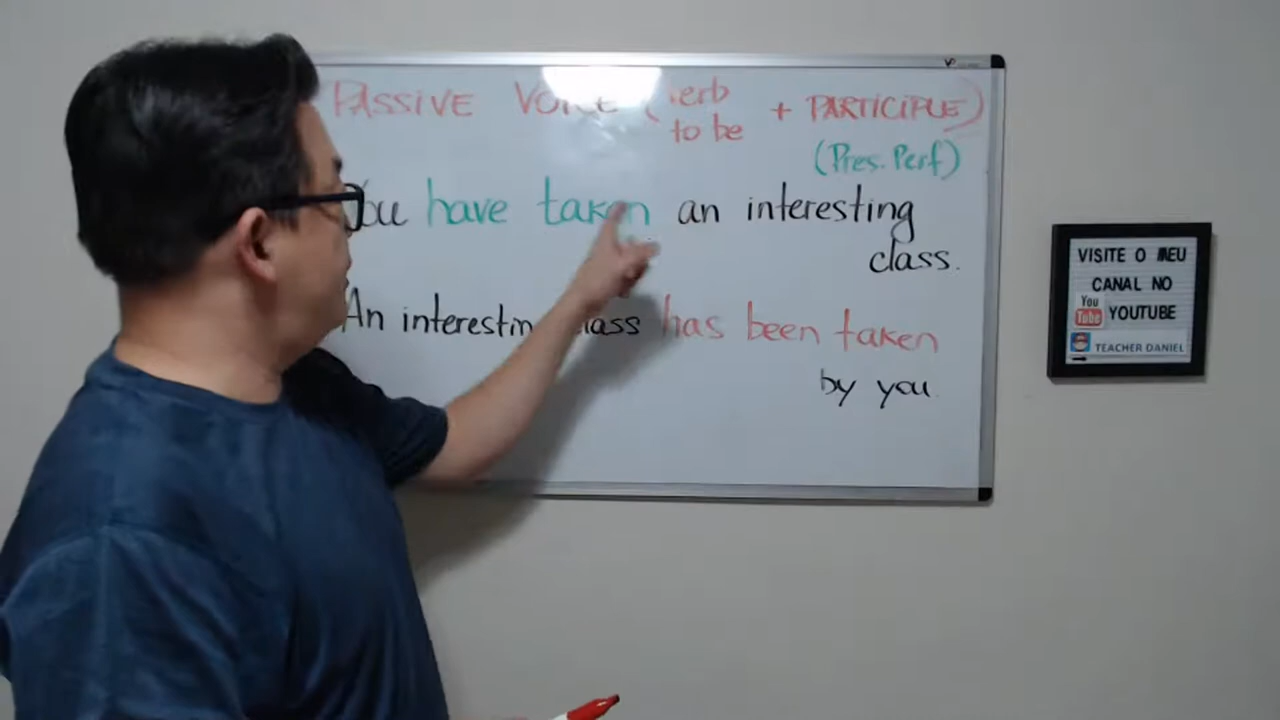 PASSIVE VOICE (verb + PARTICIPLE)
to be
(Pres. Perf)
You have taken an interesting
class.
An interesting class has been taken
by you
VISITE O MEU
CANAL NO
You
Tube YOUTUBE
TEACHER DANIEL